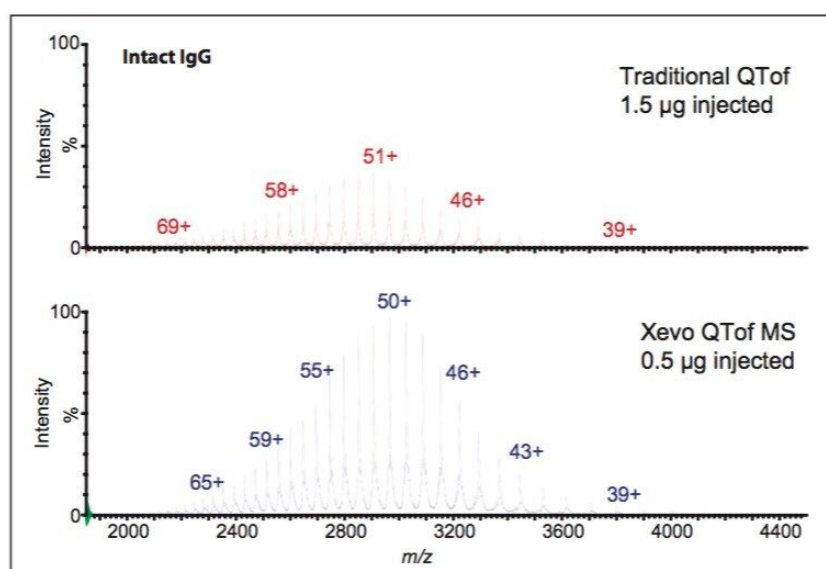 100
Intact IgG
Traditional QTof
1.5 µg injected
Intensity
%
69+
58+
51+
46+
39+
0
100
Xevo QTof MS
0.5 µg injected
Intensity
%
65+
59+
55+
50+
46+
43+
39+
0
2000 2400 2800 3200 3600 4000 4400
m/z